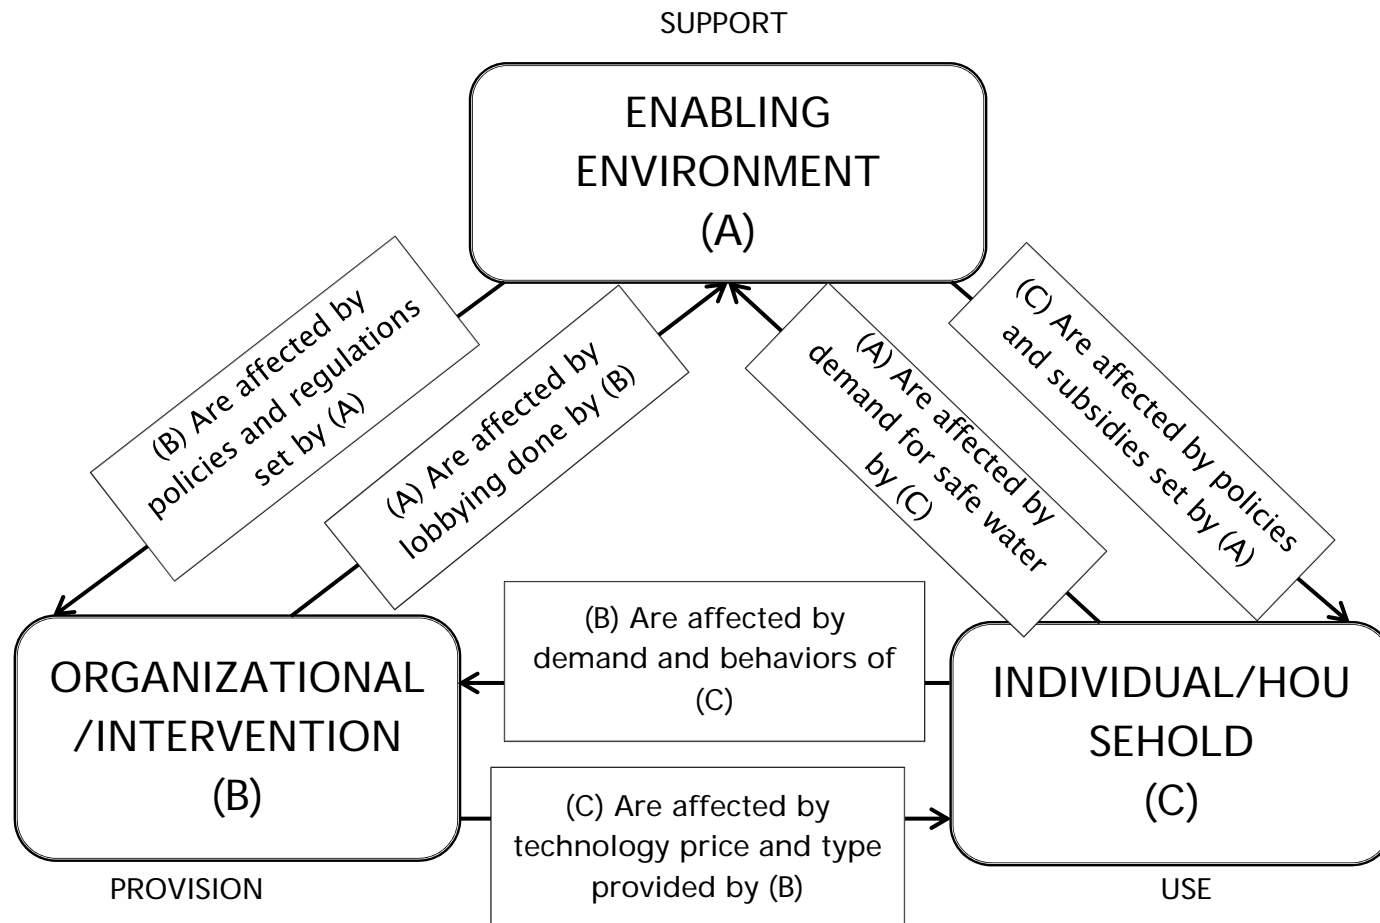 SUPPORT
ENABLING
ENVIRONMENT
(A)
(B) Are affected by
policies and regulations
set by (A)
(A) Are affected by
lobbying done by (B)
(A) Are affected by
demand for safe water
by (C)
(C) Are affected by policies
and subsidies set by (A)
ORGANIZATIONAL
/INTERVENTION
(B)
(B) Are affected by
demand and behaviors of
(C)
(C) Are affected by
technology price and type
provided by (B)
INDIVIDUAL/HOU
SEHOLD
(C)
PROVISION
USE